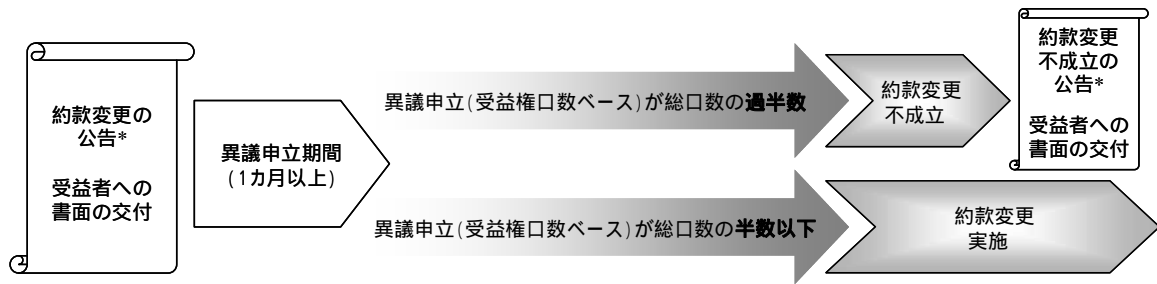 約款変更の
公告*
受益者への
書面の交付
異議申立期間
(1カ月以上)
異議申立(受益権口数ベース)が総口数の過半数
約款変更
不成立
約款変更
不成立の
公告*
受益者への
書面の交付
異議申立(受益権口数ベース)が総口数の半数以下
約款変更
実施